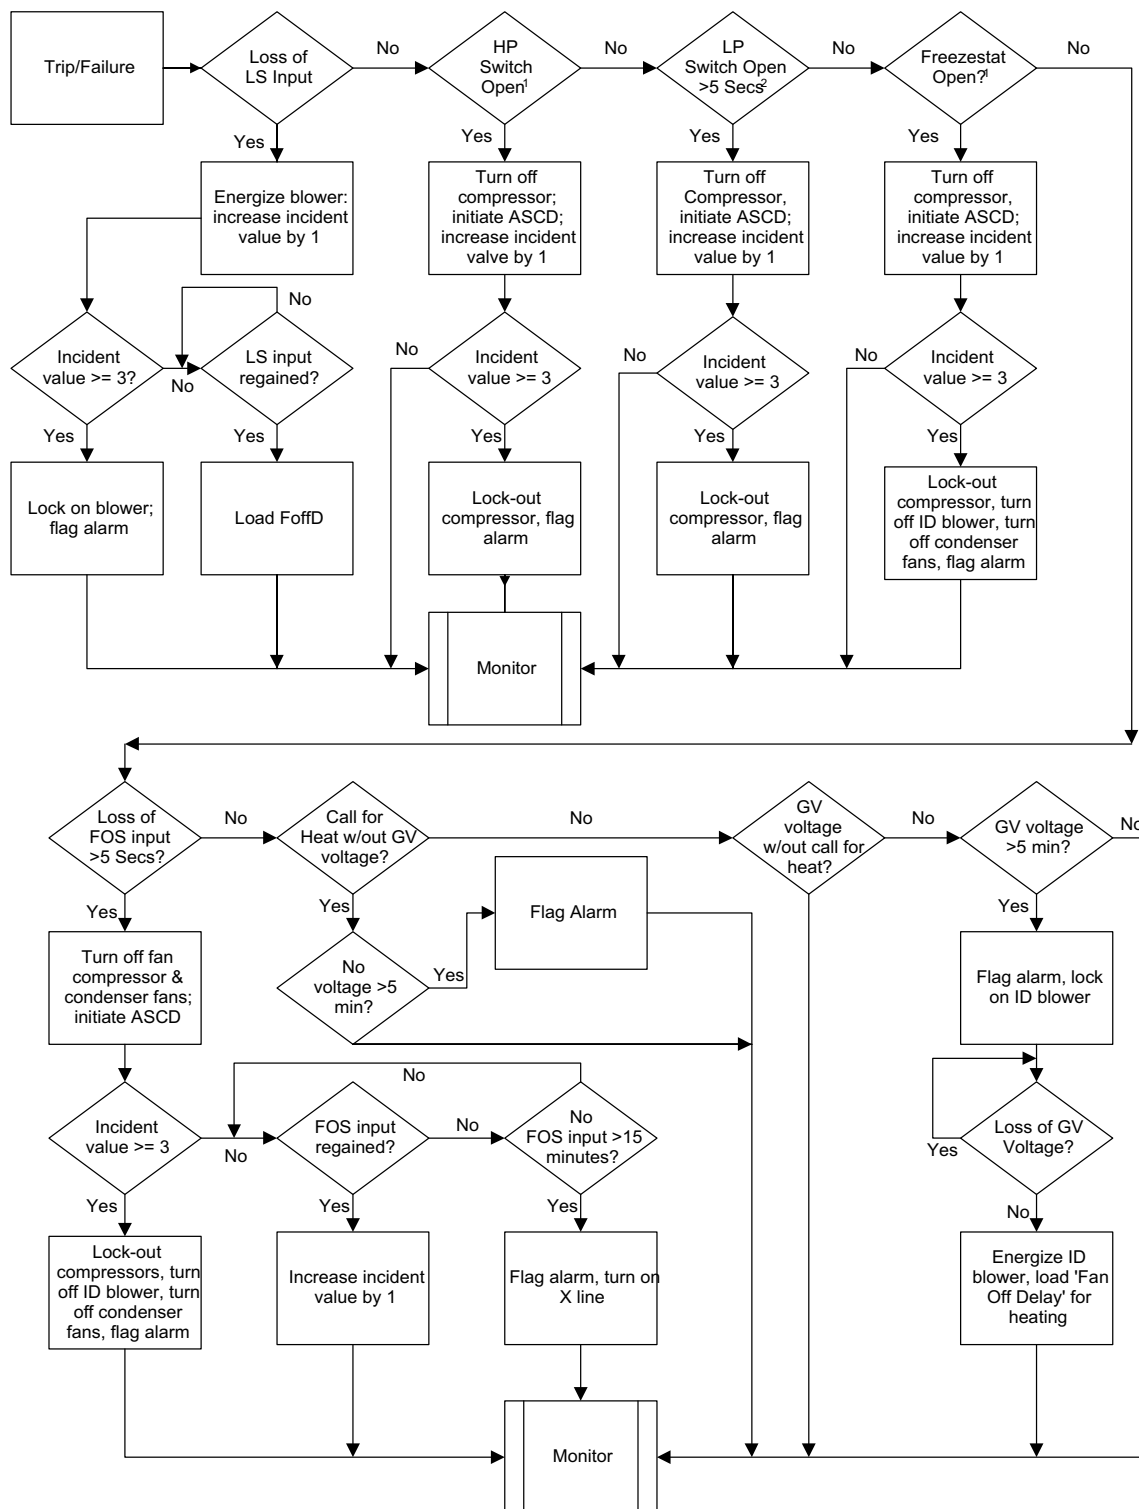 Trip/Failure
Loss of
LS Input
No
HP
Switch
Open1
No
LP
Switch Open
>5 Secs2
No
Freezestat
Open?1
No
Yes
Yes
Yes
Yes
Energize blower:
increase incident
value by 1
Turn off
compressor;
initiate ASCD;
increase incident
valve by 1
Turn off
Compressor,
initiate ASCD;
increase incident
value by 1
Turn off
compressor,
initiate ASCD;
increase incident
value by 1
No
Incident
value >= 3?
No
LS input
regained?
No
Incident
value >= 3
No
Incident
value >= 3
No
Incident
value >= 3
Yes
Yes
Yes
Yes
Yes
Lock on blower;
flag alarm
Load FoffD
Lock-out
compressor, flag
alarm
Lock-out
compressor, flag
alarm
Lock-out
compressor, turn
off ID blower, turn
off condenser
fans, flag alarm
Monitor
Loss of
FOS input
>5 Secs?
No
Call for
Heat w/out GV
voltage?
No
GV
voltage
w/out call for
heat?
No
GV voltage
>5 min?
No
Yes
Yes
Flag Alarm
Yes
Turn off fan
compressor &
condenser fans;
initiate ASCD
No
voltage >5
min?
Yes
Flag alarm, lock
on ID blower
No
Incident
value >= 3
No
FOS input
regained?
No
No
FOS input >15
minutes?
Loss of GV
Voltage?
Yes
Yes
Yes
Yes
No
Lock-out
compressors, turn
off ID blower, turn
off condenser
fans, flag alarm
Increase incident
value by 1
Flag alarm, turn on
X line
Energize ID
blower, load 'Fan
Off Delay' for
heating
Monitor